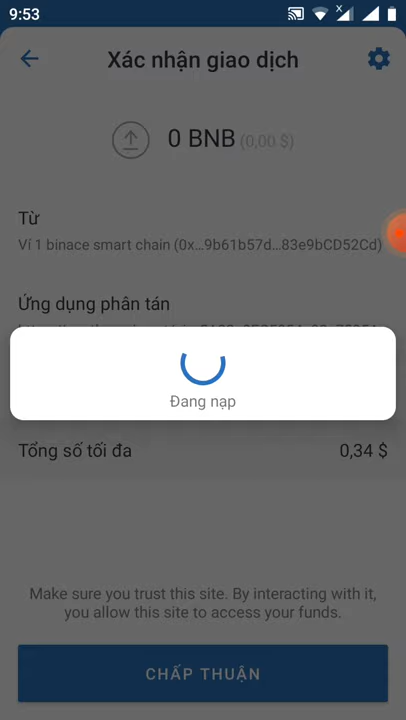 9:53
Xác nhận giao dịch
0 BNB (0,00 $)
Từ
Ví 1 binace smart chain (0x...9b61b57d...83e9bCD52Cd)
Ứng dụng phân tán
Đang nạp
Tổng số tối đa 0,34 $
Make sure you trust this site. By interacting with it,
you allow this site to access your funds.
CHẤP THUẬN